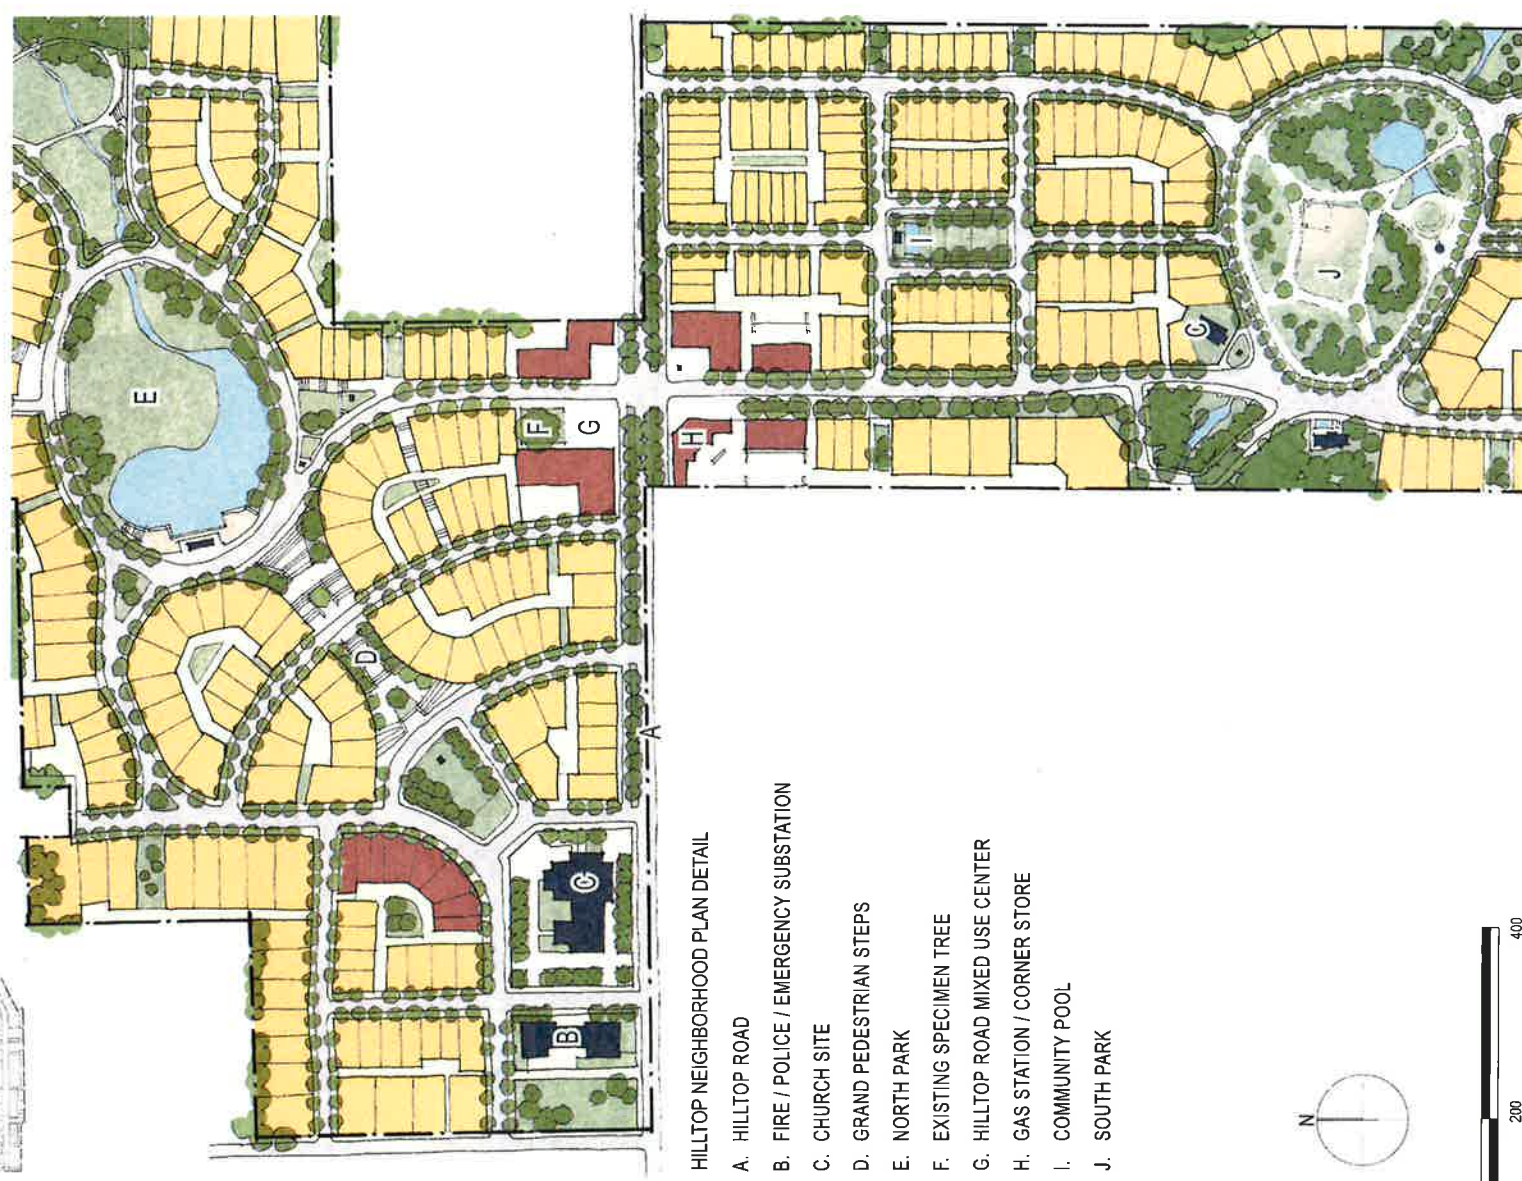 HILLTOP NEIGHBORHOOD PLAN DETAIL
A. HILLTOP ROAD
B. FIRE / POLICE / EMERGENCY SUBSTATION
C. CHURCH SITE
D. GRAND PEDESTRIAN STEPS
E. NORTH PARK
F. EXISTING SPECIMEN TREE
G. HILLTOP ROAD MIXED USE CENTER
H. GAS STATION / CORNER STORE
I. COMMUNITY POOL
J. SOUTH PARK
E
F
G
H
I
J
C
D
A
C
B
N
200
400